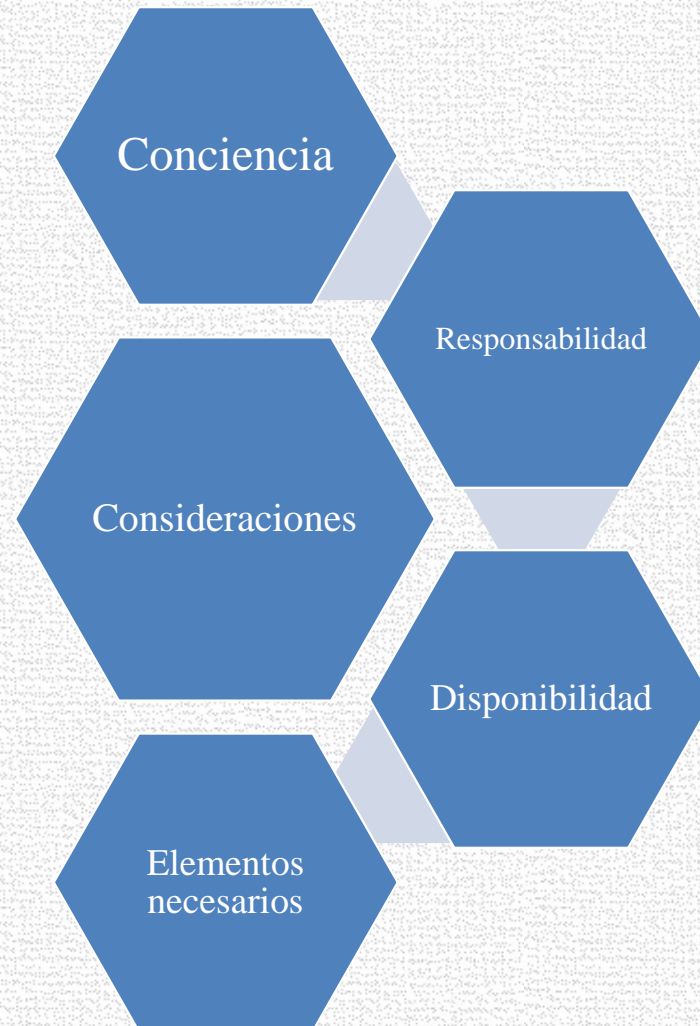 Conciencia
Responsabilidad
Consideraciones
Disponibilidad
Elementos
necesarios